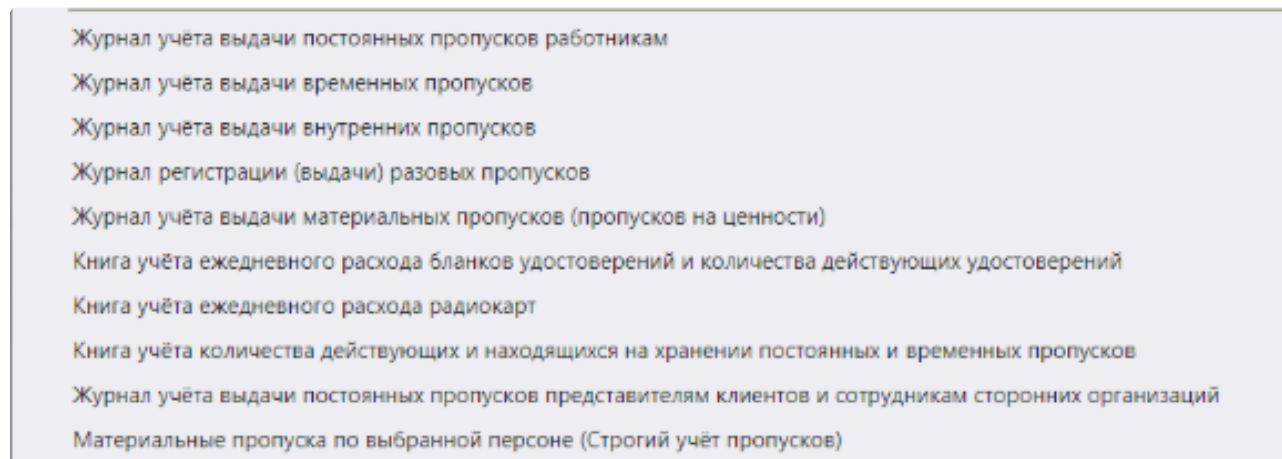 Журнал учёта выдачи постоянных пропусков работникам
Журнал учёта выдачи временных пропусков
Журнал учёта выдачи внутренних пропусков
Журнал регистрации (выдачи) разовых пропусков
Журнал учёта выдачи материальных пропусков (пропусков на ценности)
Книга учёта ежедневного расхода бланков удостоверений и количества действующих удостоверений
Книга учёта ежедневного расхода радиокарт
Книга учёта количества действующих и находящихся на хранении постоянных и временных пропусков
Журнал учёта выдачи постоянных пропусков представителям клиентов и сотрудникам сторонних организаций
Материальные пропуска по выбранной персоне (Строгий учёт пропусков)